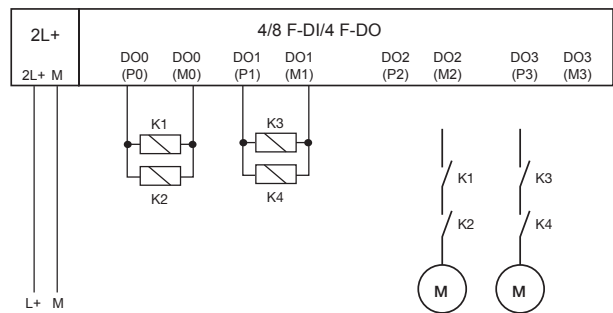 2L+ 4/8 F-DI/4 F-DO
DO0 DO0 DO1 DO1 DO2 DO2 DO3 DO3
2L+ M (P0) (M0) (P1) (M1) (P2) (M2) (P3) (M3)
K1 K3
K2 K4
K1 K3
K2 K4
M M
L+ M